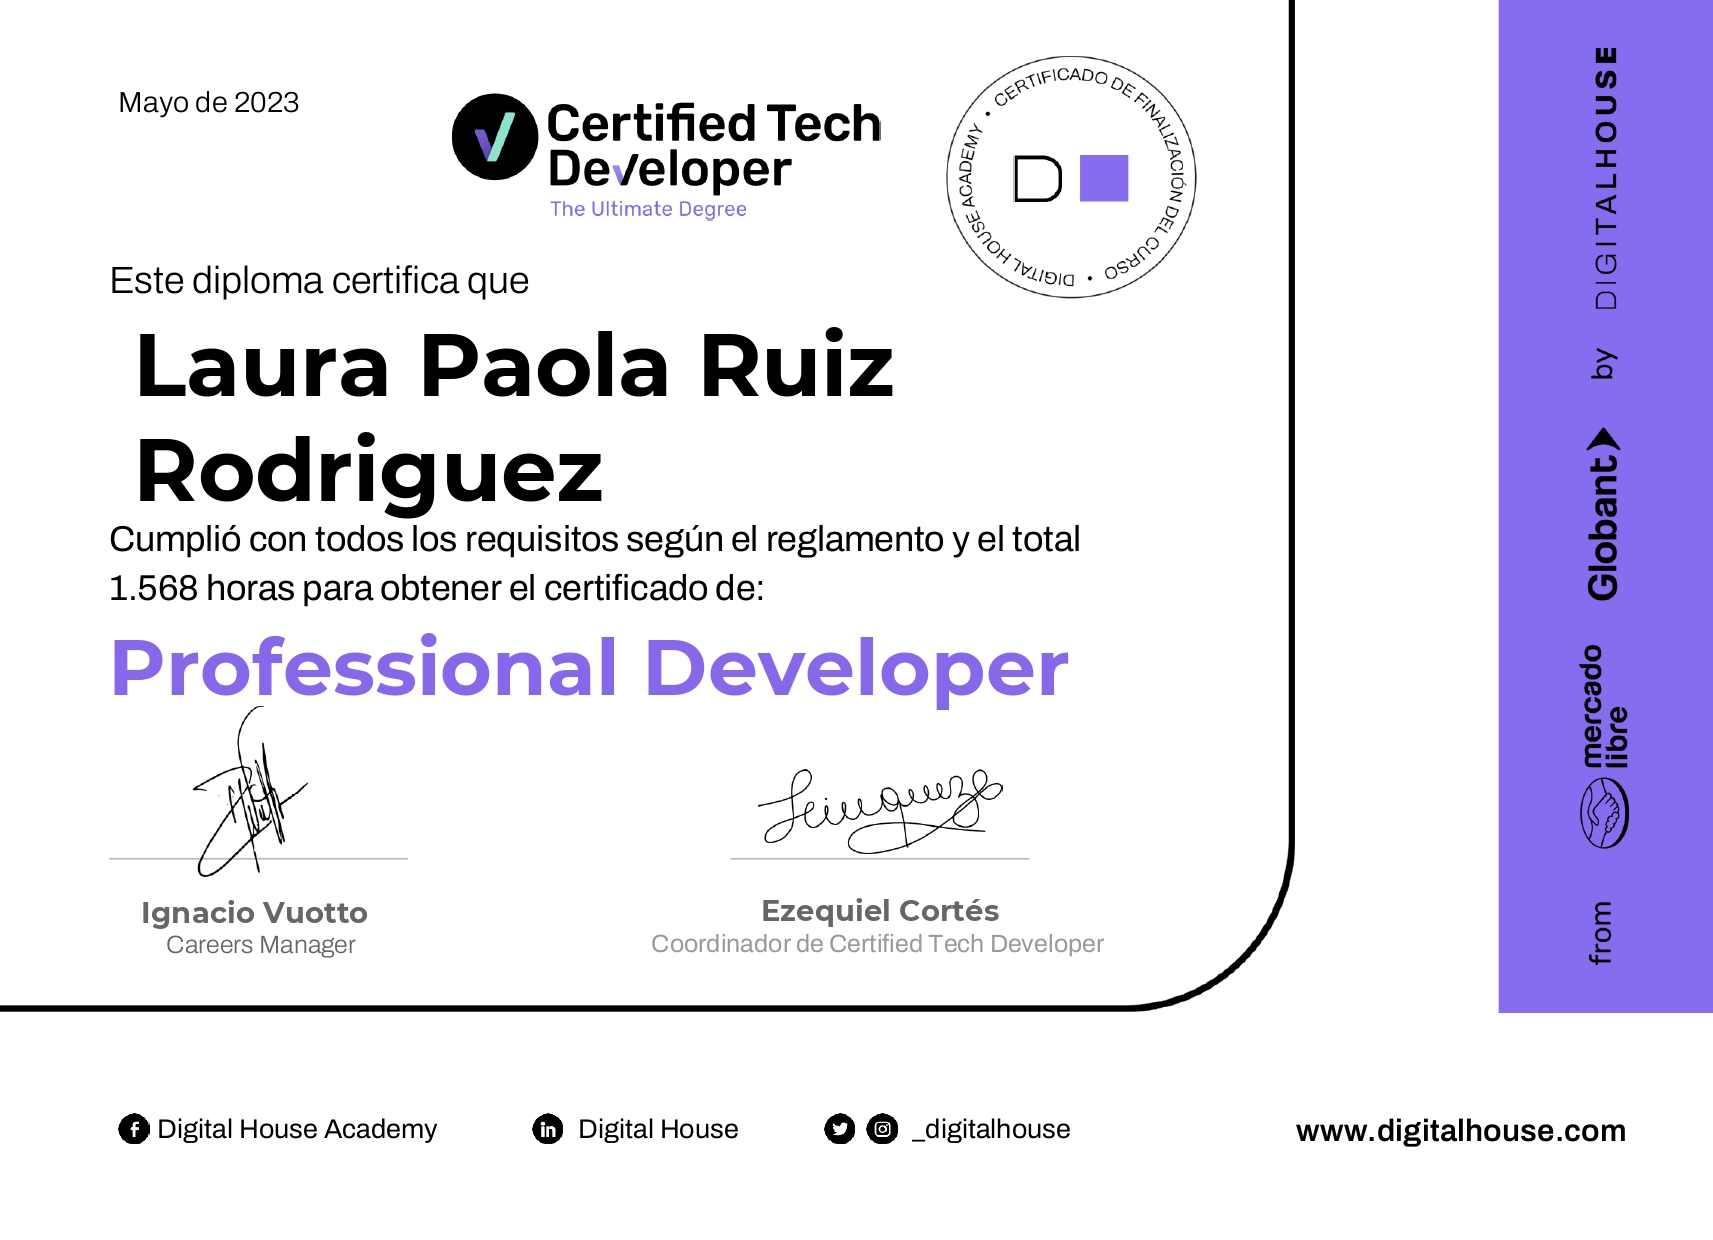 Mayo de 2023
Certified Tech
Developer
The Ultimate Degree
CERTIFICADO DE FINALIZACIÓN DEL CURSO • DIGITAL HOUSE ACADEMY •
D
Este diploma certifica que
Laura Paola Ruiz
Rodriguez
Cumplió con todos los requisitos según el reglamento y el total
1.568 horas para obtener el certificado de:
Professional Developer
Ignacio Vuotto
Careers Manager
Ezequiel Cortés
Coordinador de Certified Tech Developer
from
mercado
libre
Globant
by
DIGITALHOUSE
Digital House Academy
in
Digital House
_digitalhouse
www.digitalhouse.com